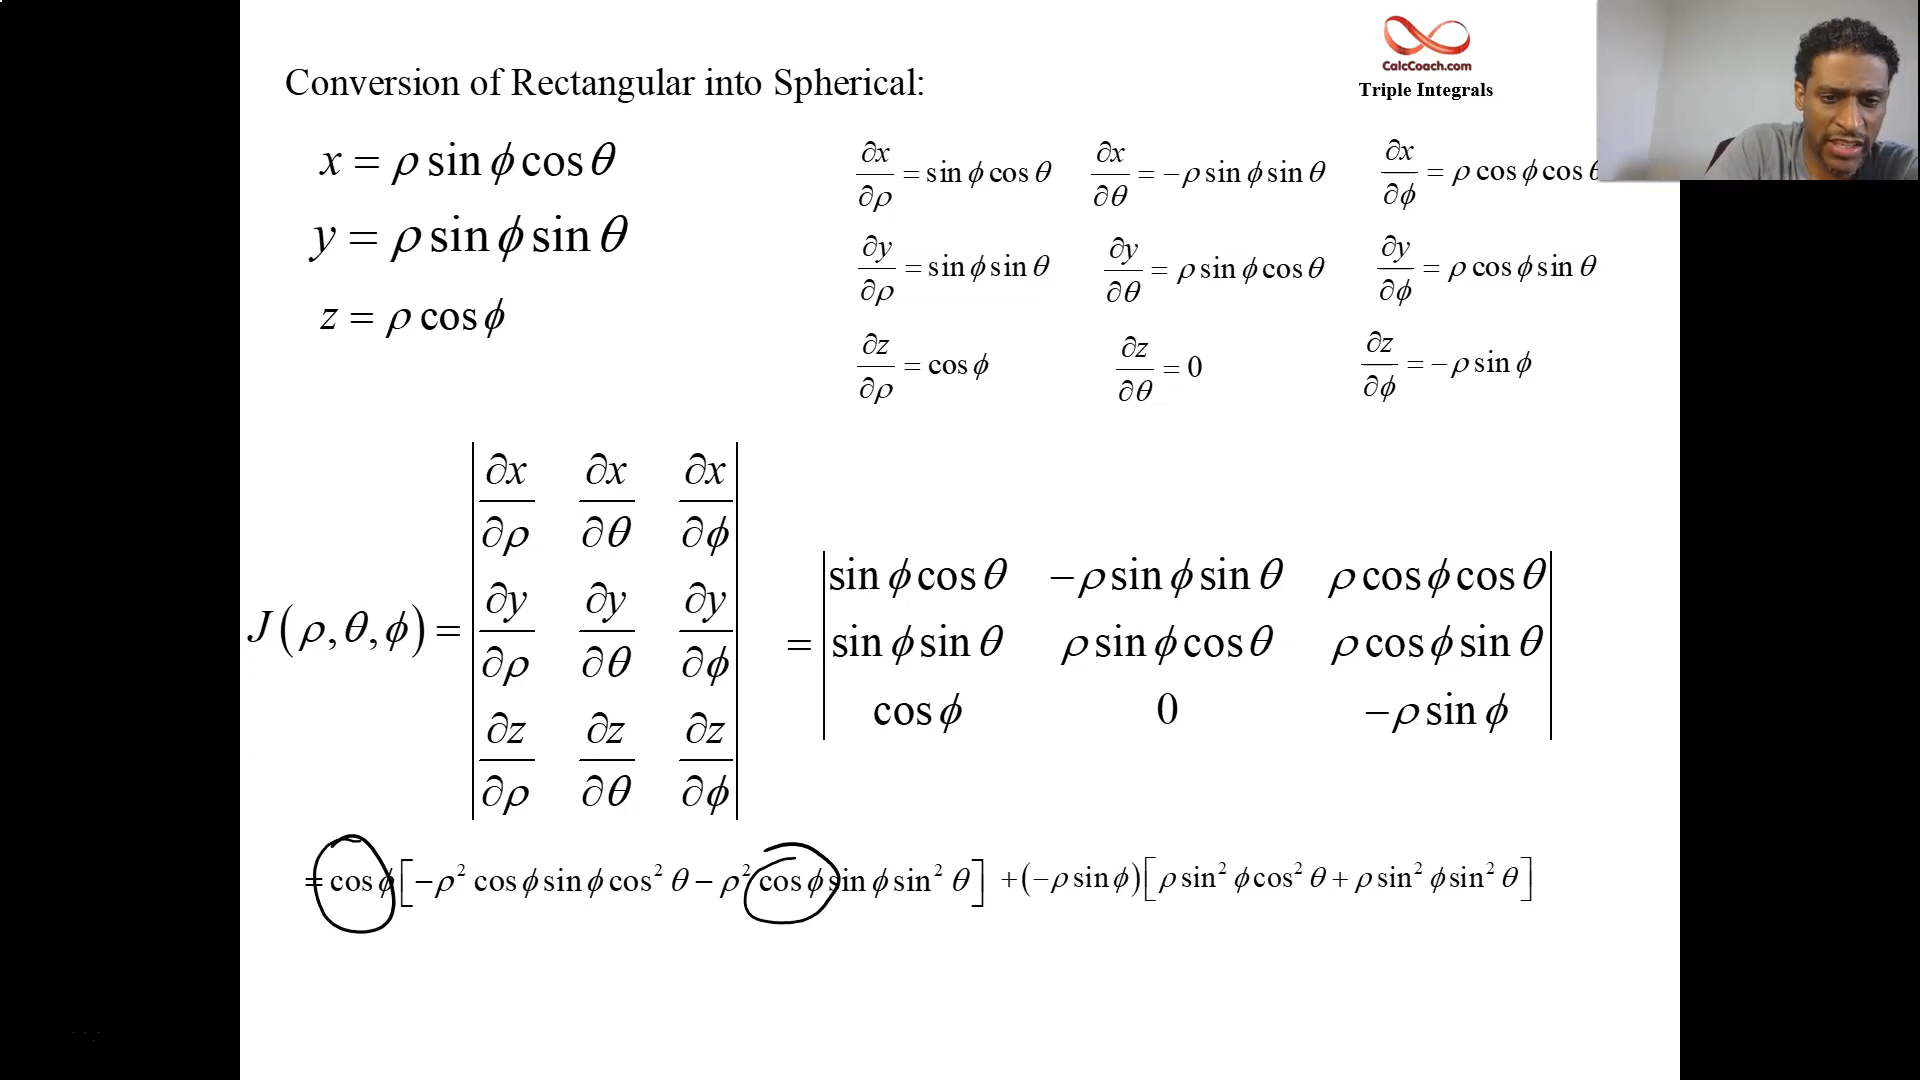 CalcCoach.com
Triple Integrals
Conversion of Rectangular into Spherical:
x = ρ sin ϕ cos θ
y = ρ sin ϕ sin θ
z = ρ cos ϕ
∂x/∂ρ = sin ϕ cos θ ∂x/∂θ = −ρ sin ϕ sin θ ∂x/∂ϕ = ρ cos ϕ cos θ
∂y/∂ρ = sin ϕ sin θ ∂y/∂θ = ρ sin ϕ cos θ ∂y/∂ϕ = ρ cos ϕ sin θ
∂z/∂ρ = cos ϕ ∂z/∂θ = 0 ∂z/∂ϕ = −ρ sin ϕ
J(ρ, θ, ϕ) = | ∂x/∂ρ ∂x/∂θ ∂x/∂ϕ |
| ∂y/∂ρ ∂y/∂θ ∂y/∂ϕ |
| ∂z/∂ρ ∂z/∂θ ∂z/∂ϕ |
= | sin ϕ cos θ −ρ sin ϕ sin θ ρ cos ϕ cos θ |
| sin ϕ sin θ ρ sin ϕ cos θ ρ cos ϕ sin θ |
| cos ϕ 0 −ρ sin ϕ |
= cos ϕ [−ρ² cos ϕ sin ϕ cos² θ − ρ² cos ϕ sin ϕ sin² θ] + (−ρ sin ϕ)[ρ sin² ϕ cos² θ + ρ sin² ϕ sin² θ]